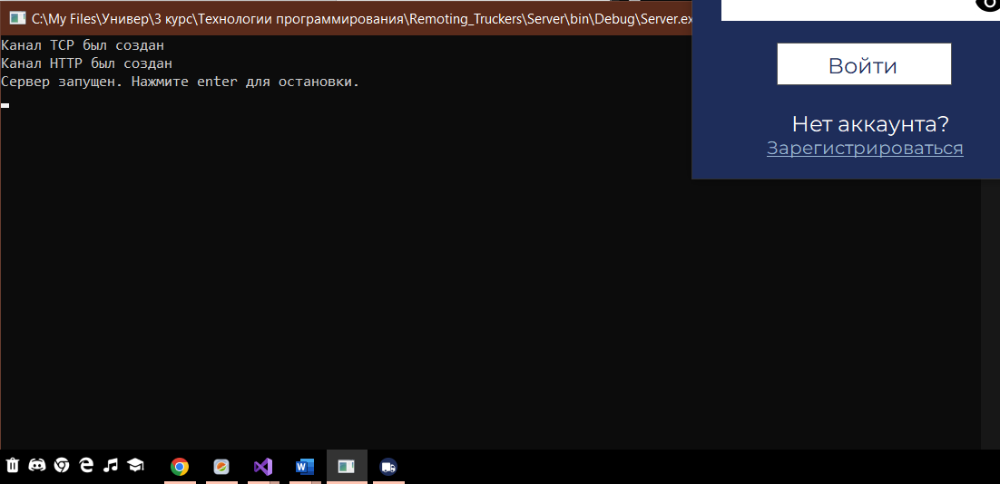 C:\My Files\Универ\3 курс\Технологии программирования\Remoting_Truckers\Server\bin\Debug\Server.ex
Канал TCP был создан
Канал HTTP был создан
Сервер запущен. Нажмите enter для остановки.
Войти
Нет аккаунта?
Зарегистрироваться